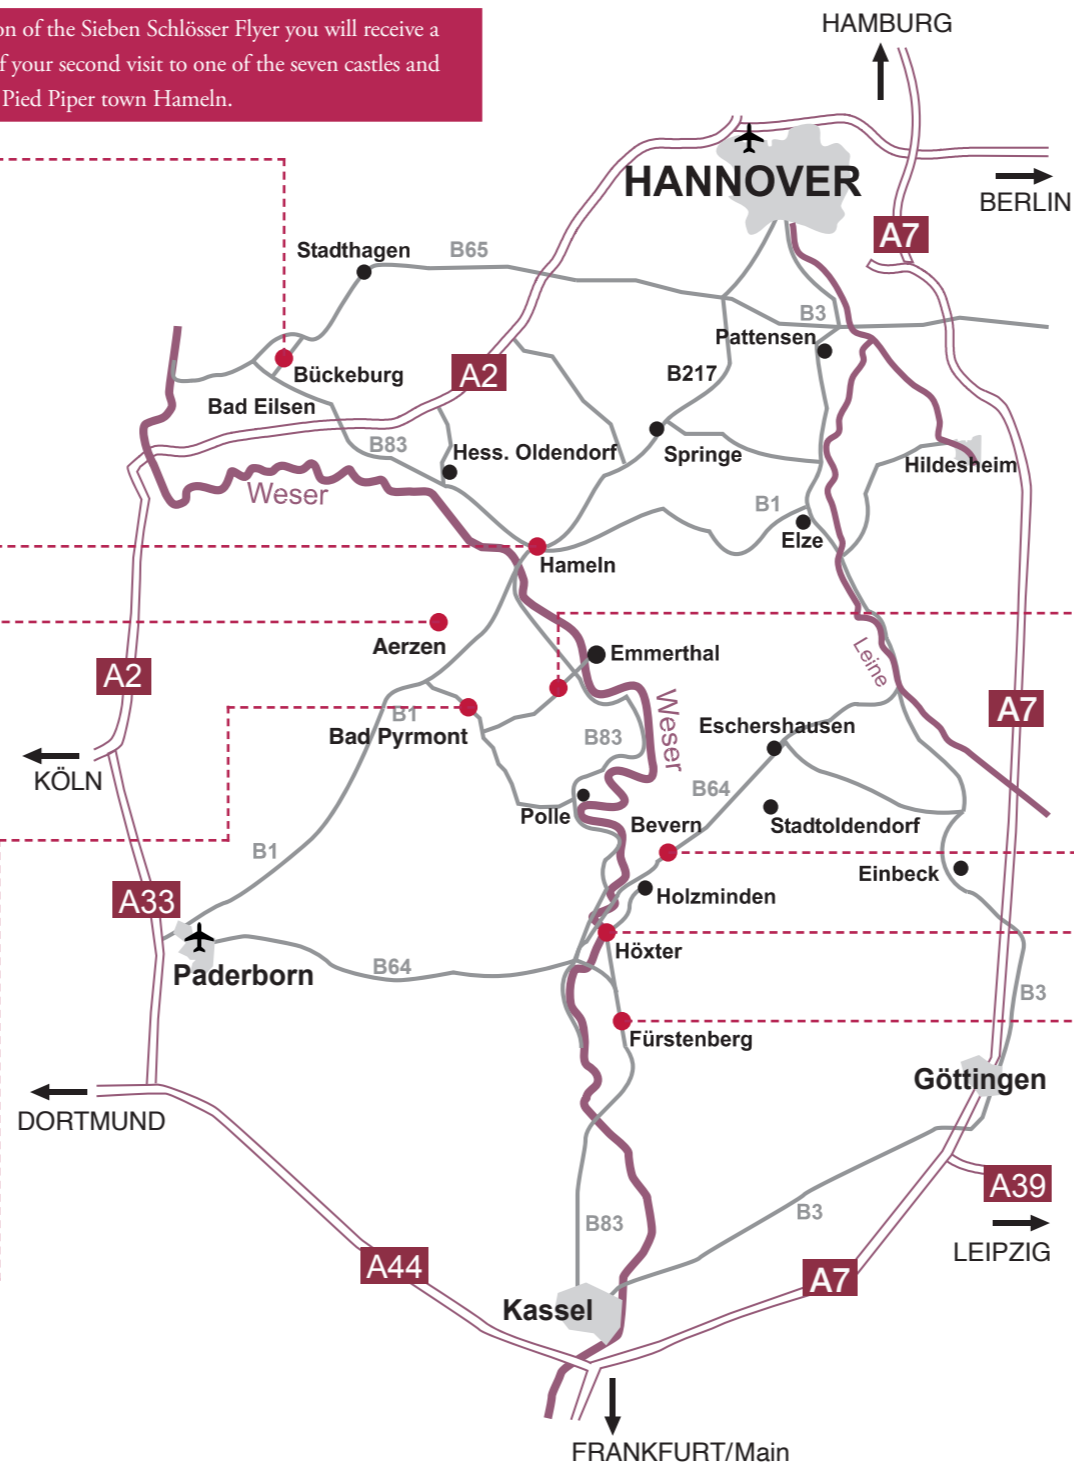 on of the Sieben Schlösser Flyer you will receive a
f your second visit to one of the seven castles and
Pied Piper town Hameln.
HAMBURG
HANNOVER
BERLIN
A7
Stadthagen
B65
B3
Pattensen
Bückeburg
A2
B217
Bad Eilsen
B83
Hess. Oldendorf
Springe
Hildesheim
Weser
B1
Elze
Hameln
Aerzen
Emmerthal
Leine
A2
B1
Bad Pyrmont
Weser
B83
Eschershausen
A7
KÖLN
B64
Polle
Bevern
Stadtoldendorf
B1
Einbeck
A33
Holzminden
Höxter
Paderborn
B64
B3
Fürstenberg
Göttingen
DORTMUND
A39
B83
B3
LEIPZIG
A44
A7
Kassel
FRANKFURT/Main